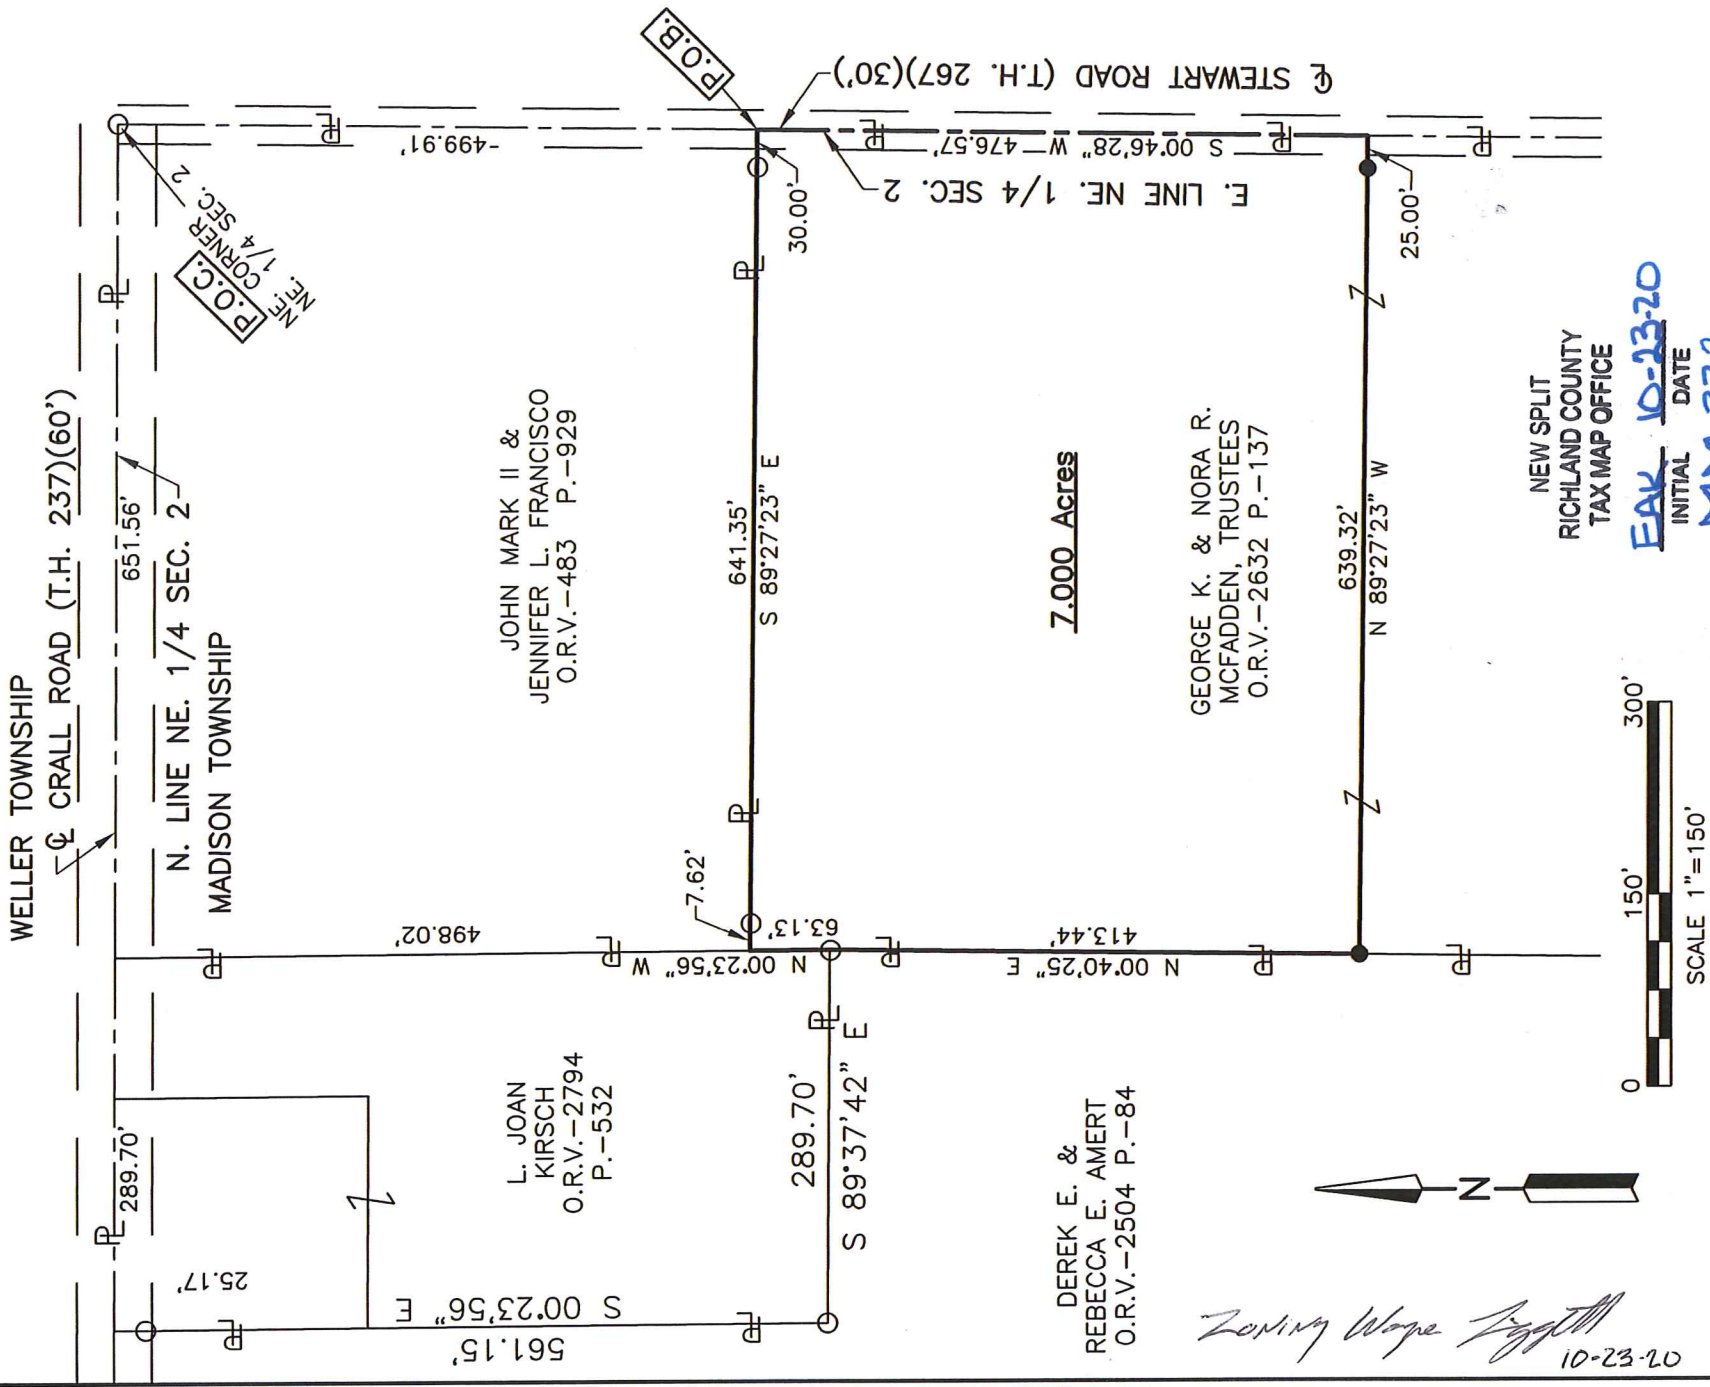 WELLER TOWNSHIP
℄ CRALL ROAD (T.H. 237)(60')
651.56'
N. LINE NE. 1/4 SEC. 2
MADISON TOWNSHIP
289.70'
25.17'
S 00°23'56" E
561.15'
P.O.C.
NE. CORNER
NE. 1/4 SEC. 2
499.91'
P.O.B.
℄ STEWART ROAD (T.H. 267)(30')
S 00°46'28" W 476.57'
E. LINE NE. 1/4 SEC. 2
30.00'
25.00'
JOHN MARK III &
JENNIFER L. FRANCISCO
O.R.V.-483 P.-929
641.35'
S 89°27'23" E
7.62'
498.02'
N 00°23'56" W
63.13'
N 00°40'25" E
413.44'
7.000 Acres
GEORGE K. & NORA R.
MCFADDEN, TRUSTEES
O.R.V.-2632 P.-137
639.32'
N 89°27'23" W
L. JOAN
KIRSCH
O.R.V.-2794
P.-532
289.70'
S 89°37'42" E
DEREK E. &
REBECCA E. AMERT
O.R.V.-2504 P.-84
N
0 150' 300'
SCALE 1"=150'
NEW SPLIT
RICHLAND COUNTY
TAX MAP OFFICE
EAK 10-23-20
INITIAL DATE
Zoning Wayne
10-23-20